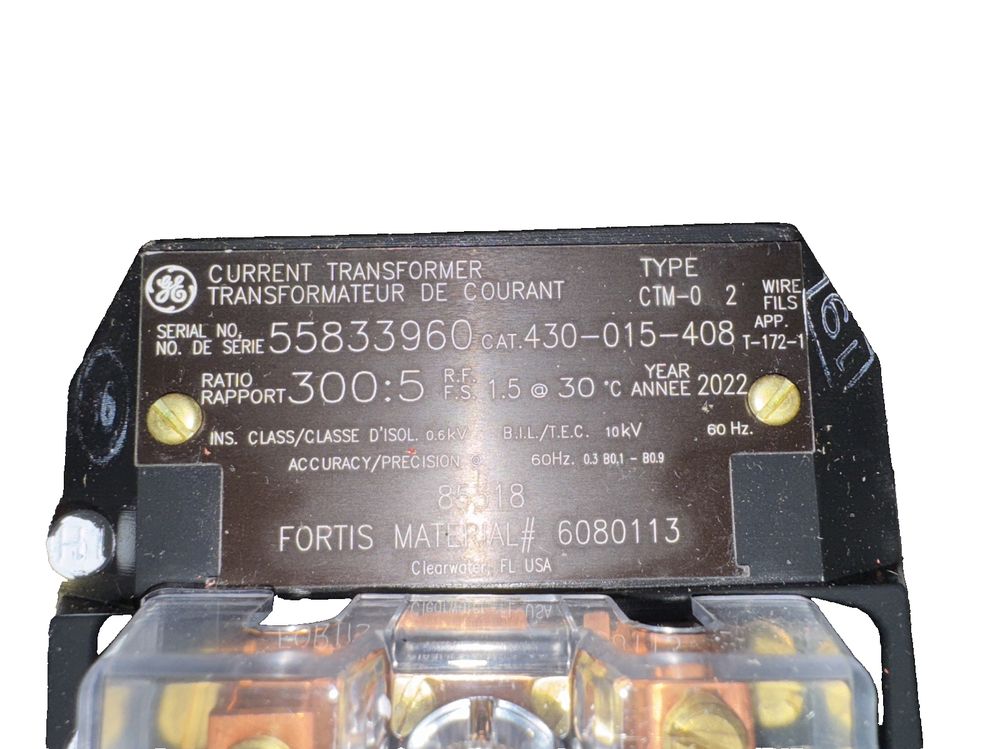 GE
CURRENT TRANSFORMER
TRANSFORMATEUR DE COURANT
TYPE
CTM-0 2 WIRE
FILS
SERIAL NO.
NO. DE SÉRIE 55833960 CAT. 430-015-408 APP.
T-172-1
RATIO
RAPPORT 300:5 R.F.
F.S. 1.5 @ 30 °C YEAR
ANNÉE 2022
INS. CLASS/CLASSE D'ISOL. 0.6kV B.I.L./T.E.C. 10kV 60 Hz.
ACCURACY/PRECISION @ 60Hz. 0.3 B0.1 - B0.9
FORTIS MATERIAL# 6080113
Clearwater, FL USA
H1